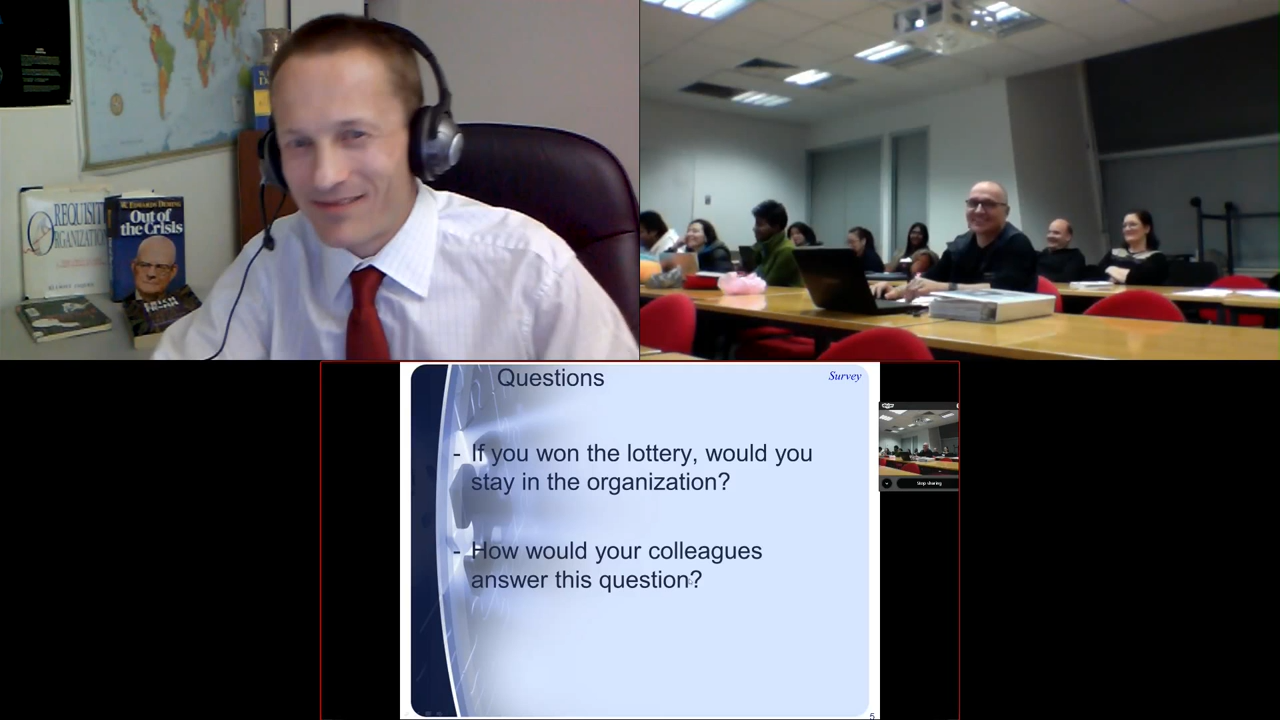 REQUISITE
ORGANIZATION
W. EDWARDS DEMING
Out of
the Crisis
Questions
Survey
- If you won the lottery, would you
stay in the organization?
- How would your colleagues
answer this question?
Stop sharing
5